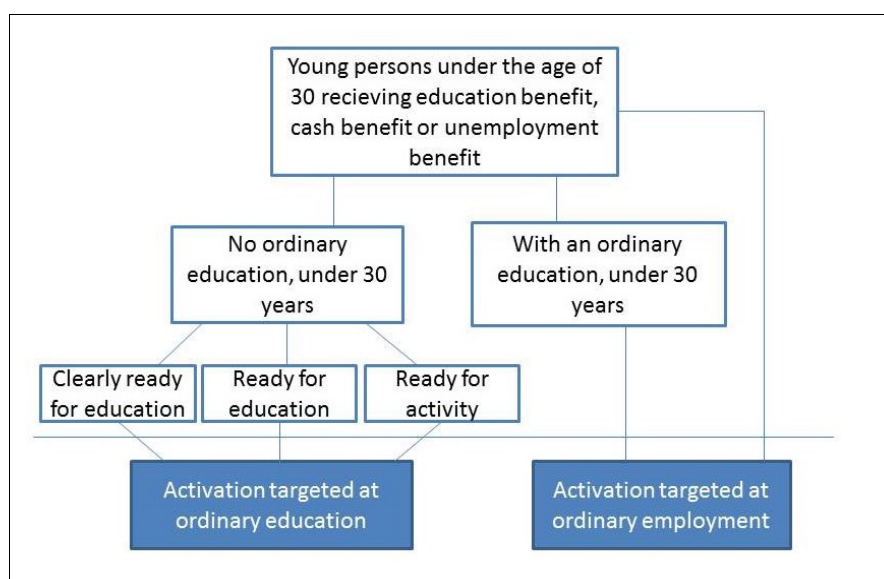 Young persons under the age of
30 recieving education benefit,
cash benefit or unemployment
benefit
No ordinary
education, under 30
years
With an ordinary
education, under 30
years
Clearly ready
for education
Ready for
education
Ready for
activity
Activation targeted at
ordinary education
Activation targeted at
ordinary employment